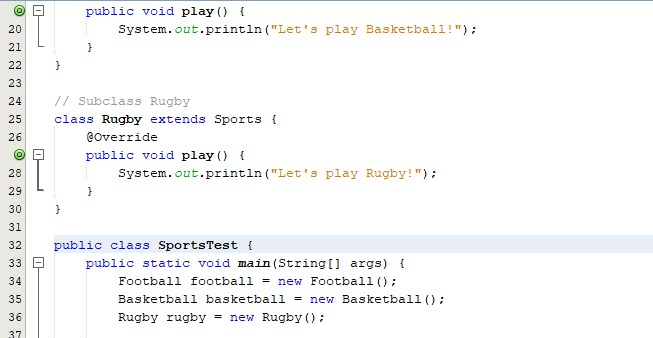 public void play() {
20 System.out.println("Let's play Basketball!");
21 }
22 }
23
24 // Subclass Rugby
25 class Rugby extends Sports {
26 @Override
public void play() {
28 System.out.println("Let's play Rugby!");
29 }
30 }
31
32 public class SportsTest {
33 public static void main(String[] args) {
34 Football football = new Football();
35 Basketball basketball = new Basketball();
36 Rugby rugby = new Rugby();
37